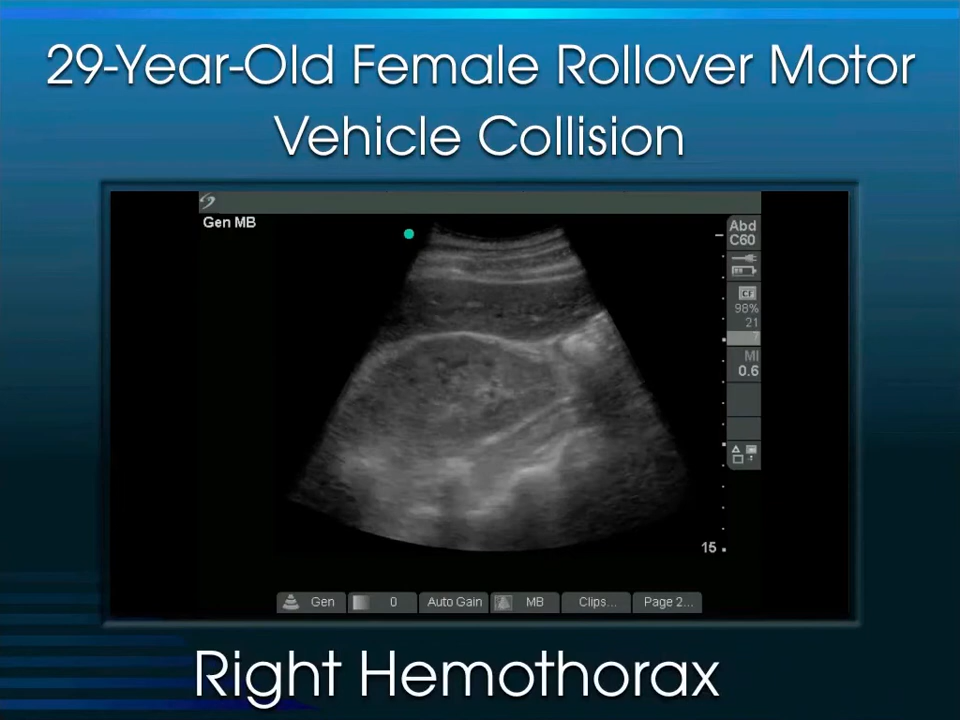 29-Year-Old Female Rollover Motor
Vehicle Collision
Gen MB
Abd
C60
CF
98%
21
7
MI
0.6
15
Gen
0
Auto Gain
MB
Clips...
Page 2...
Right Hemothorax